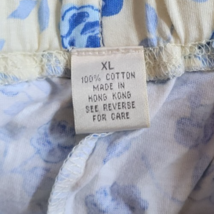 XL
100% COTTON
MADE IN
HONG KONG
SEE REVERSE
FOR CARE